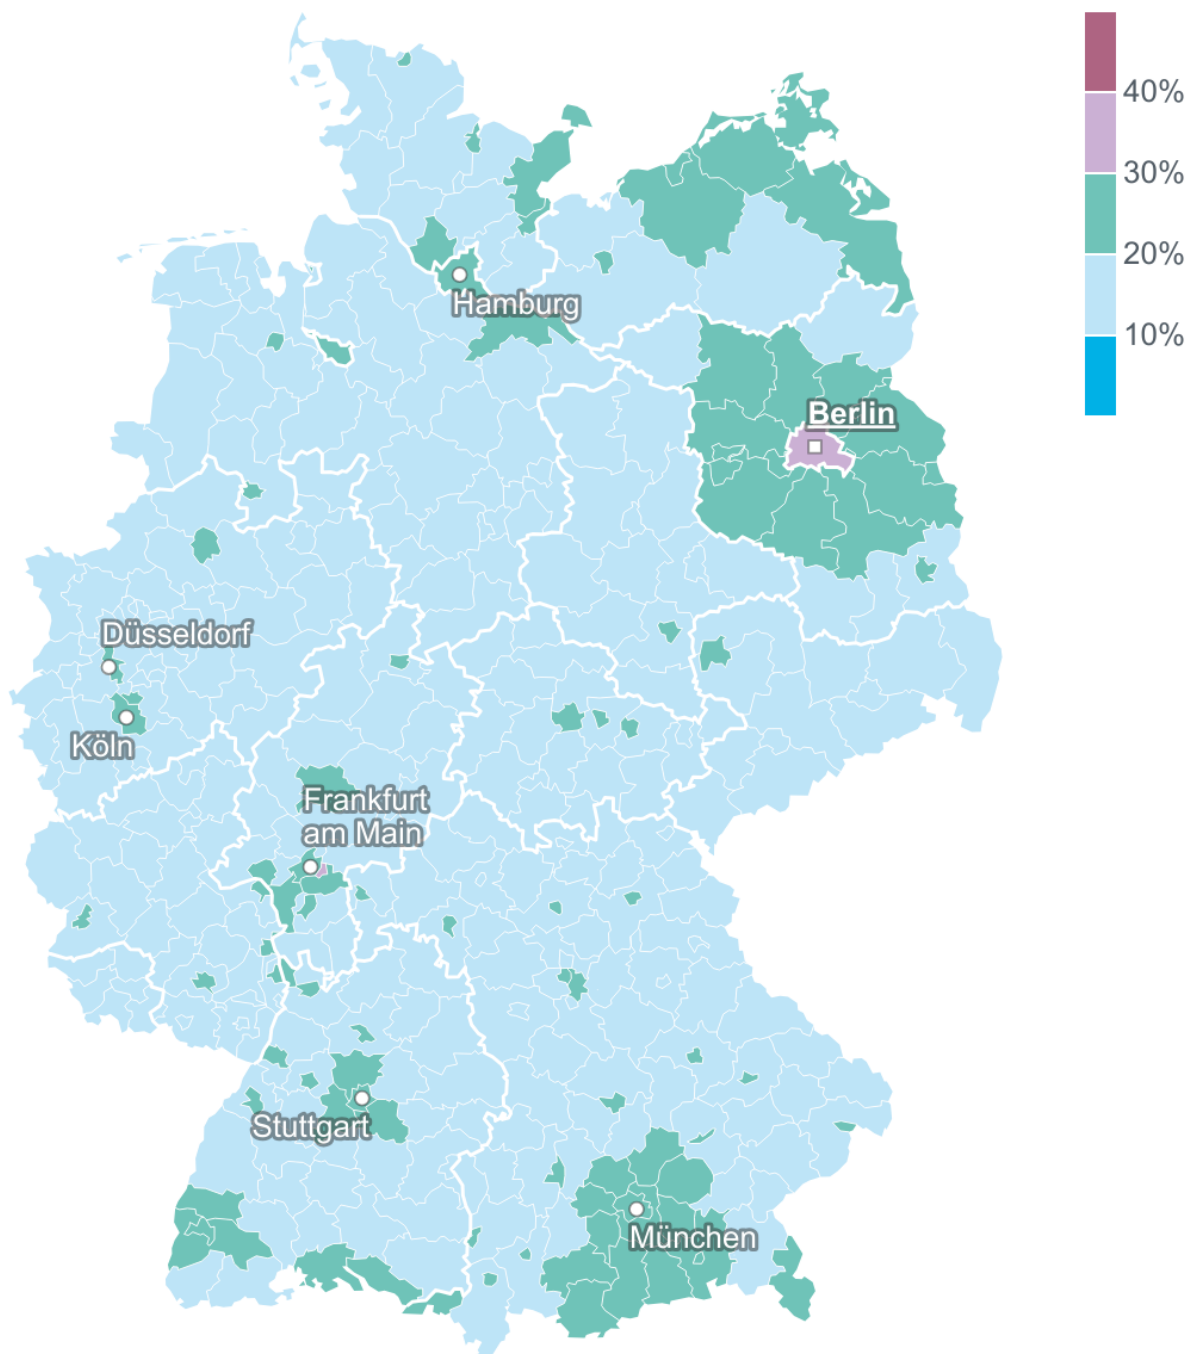 40%
30%
20%
10%
Hamburg
Berlin
Düsseldorf
Köln
Frankfurt
am Main
Stuttgart
München